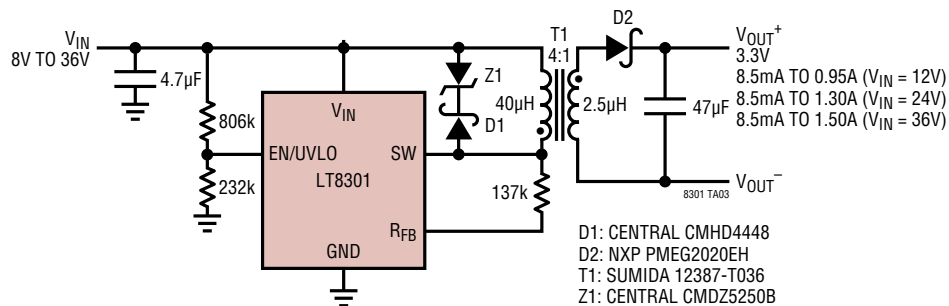 VIN
8V TO 36V
4.7µF
806k
232k
VIN
EN/UVLO
LT8301
SW
RFB
GND
Z1
D1
T1
4:1
40µH
2.5µH
137k
D2
47µF
VOUT+
3.3V
8.5mA TO 0.95A (VIN = 12V)
8.5mA TO 1.30A (VIN = 24V)
8.5mA TO 1.50A (VIN = 36V)
VOUT–
8301 TA03
D1: CENTRAL CMHD4448
D2: NXP PMEG2020EH
T1: SUMIDA 12387-T036
Z1: CENTRAL CMDZ5250B